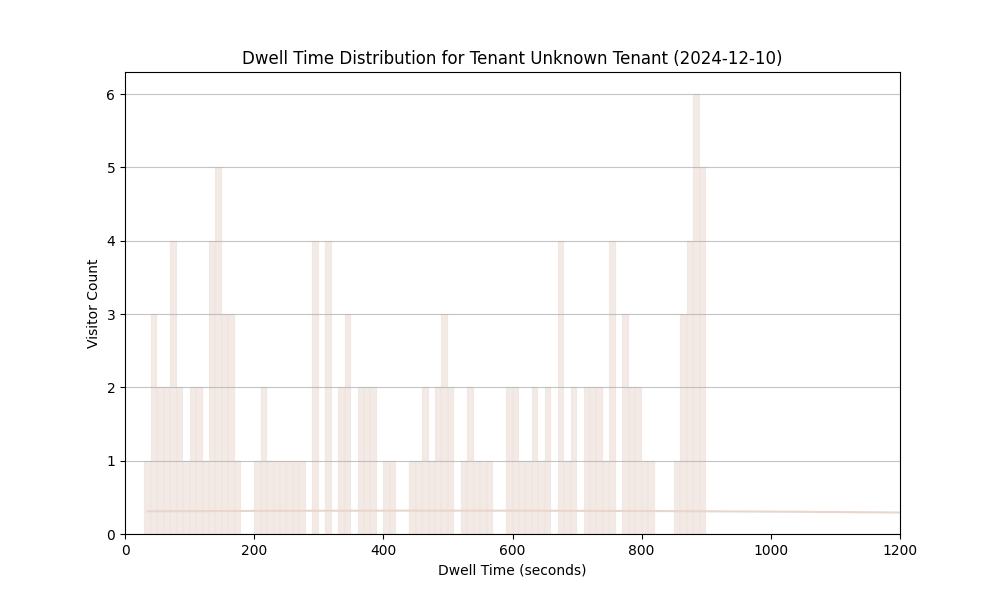 Dwell Time Distribution for Tenant Unknown Tenant (2024-12-10)
6
5
4
3
2
1
0
Visitor Count
0 200 400 600 800 1000 1200
Dwell Time (seconds)